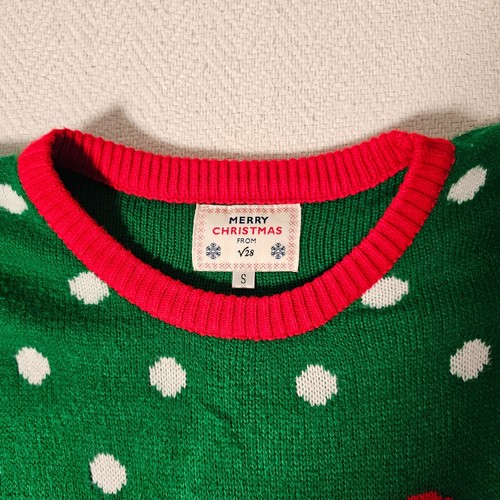 MERRY
CHRISTMAS
FROM
√28
S